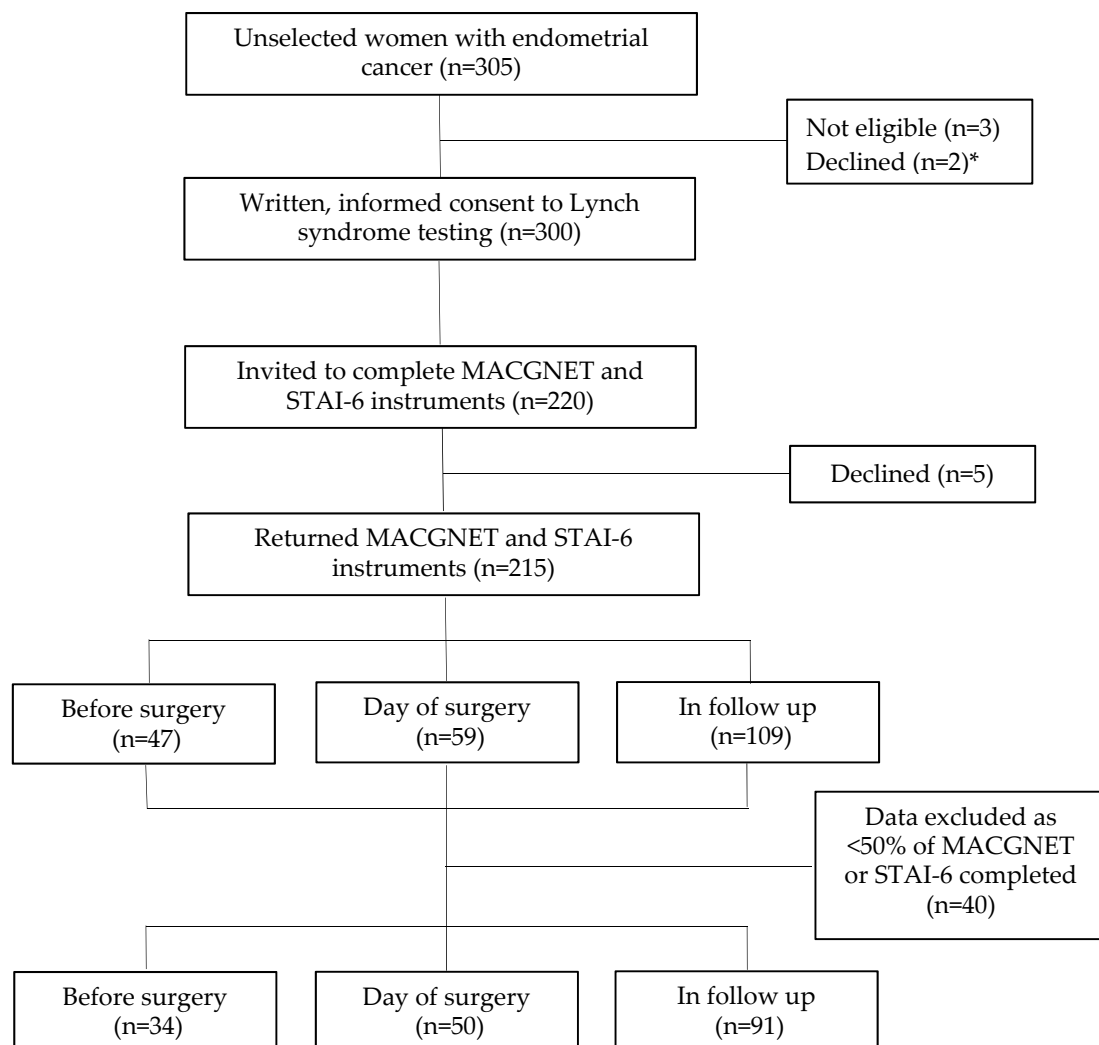 Unselected women with endometrial
cancer (n=305)
Not eligible (n=3)
Declined (n=2)*
Written, informed consent to Lynch
syndrome testing (n=300)
Invited to complete MACGNET and
STAI-6 instruments (n=220)
Declined (n=5)
Returned MACGNET and STAI-6
instruments (n=215)
Before surgery
(n=47)
Day of surgery
(n=59)
In follow up
(n=109)
Data excluded as
<50% of MACGNET
or STAI-6 completed
(n=40)
Before surgery
(n=34)
Day of surgery
(n=50)
In follow up
(n=91)